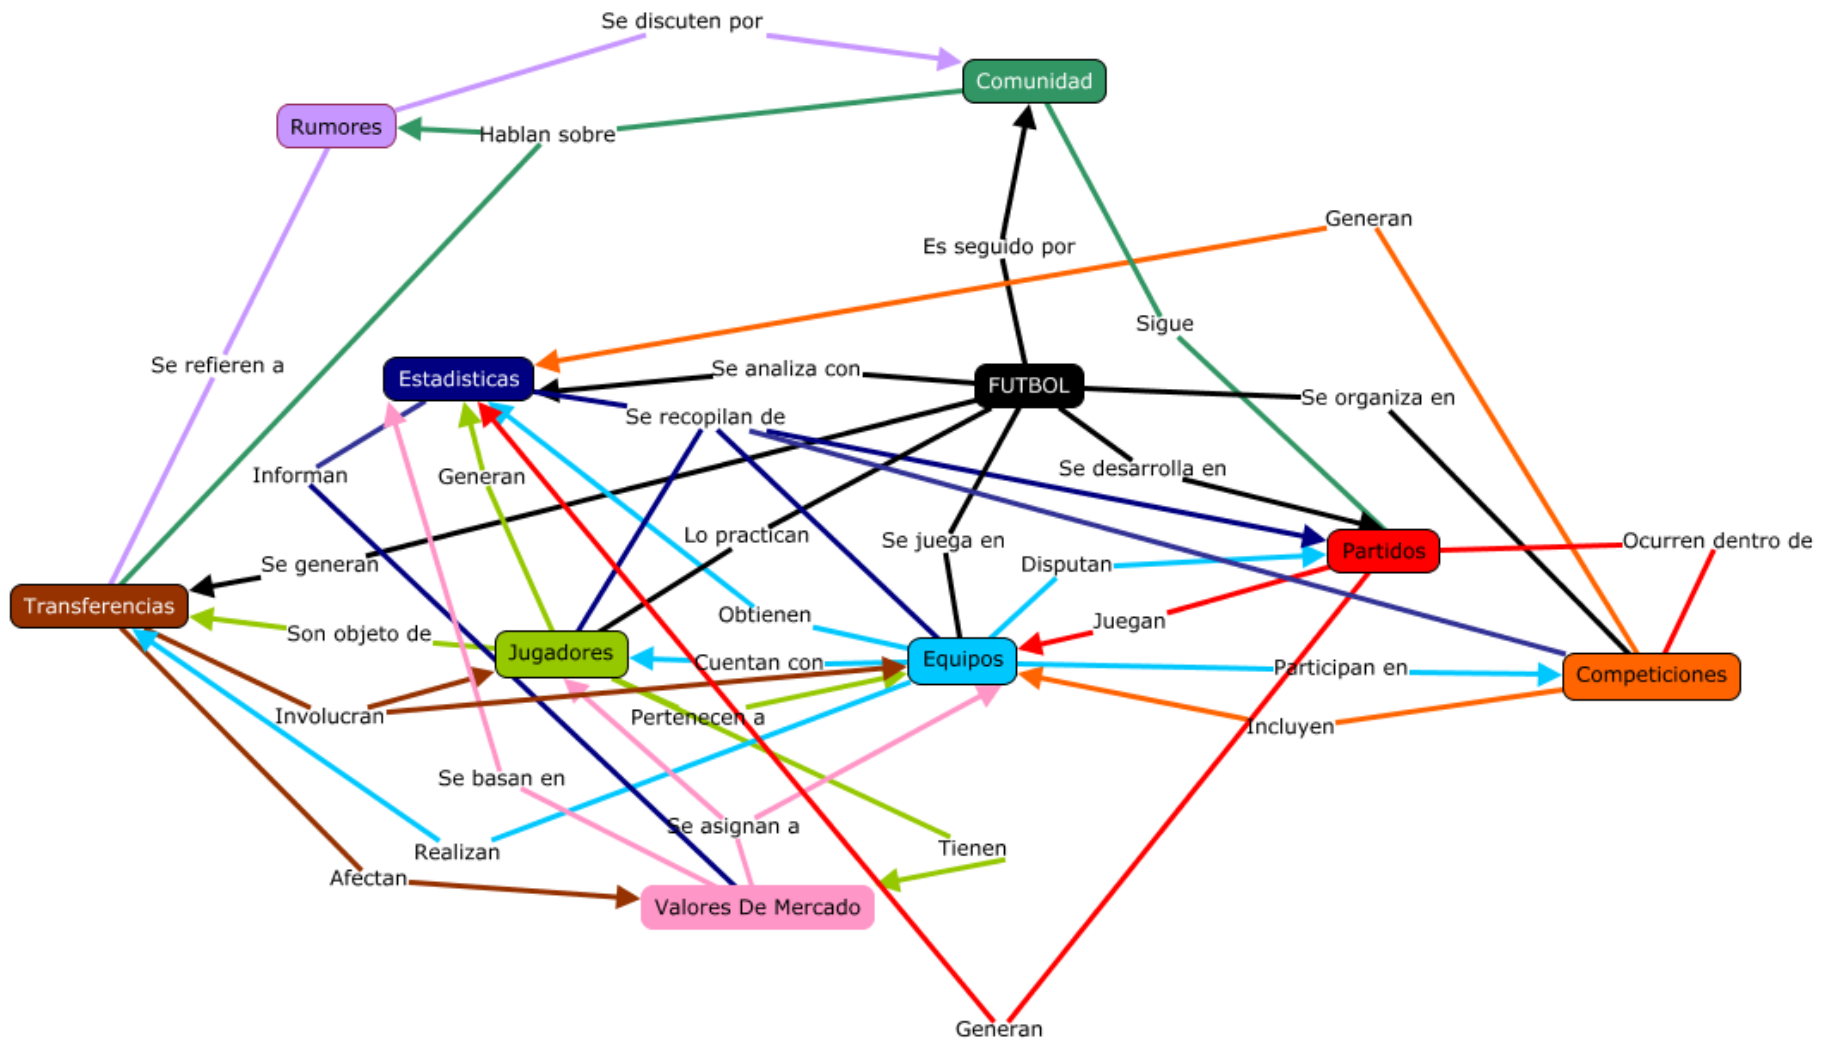 Se discuten por
Comunidad
Rumores
Hablan sobre
Generan
Es seguido por
Sigue
Se refieren a
Estadisticas
Se analiza con
FUTBOL
Se organiza en
Se recopilan de
Informan
Generan
Se desarrolla en
Lo practican
Se juega en
Ocurren dentro de
Partidos
Se generan
Disputan
Transferencias
Obtienen
Juegan
Son objeto de
Jugadores
Equipos
Cuentan con
Participan en
Competiciones
Involucran
Pertenecen a
Incluyen
Se basan en
Se asignan a
Realizan
Tienen
Afectan
Valores De Mercado
Generan